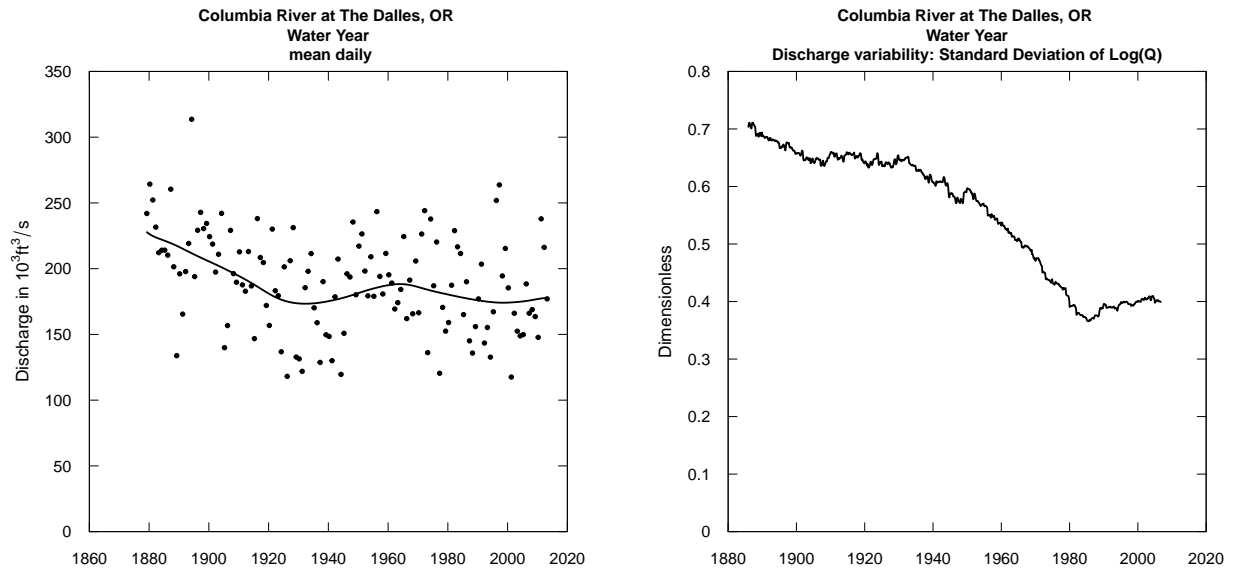 Columbia River at The Dalles, OR
Water Year
mean daily
350
300
250
200
150
100
50
0
Discharge in 10³ft³/s
1860 1880 1900 1920 1940 1960 1980 2000 2020
Columbia River at The Dalles, OR
Water Year
Discharge variability: Standard Deviation of Log(Q)
0.8
0.7
0.6
0.5
0.4
0.3
0.2
0.1
0
Dimensionless
1880 1900 1920 1940 1960 1980 2000 2020